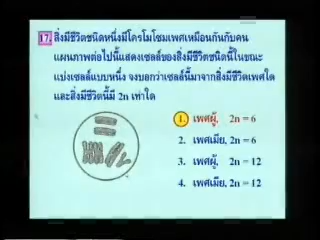 17. สิ่งมีชีวิตชนิดหนึ่งมีโครโมโซมเพศเหมือนกันกับคน
แผนภาพต่อไปนี้แสดงเซลล์ของสิ่งมีชีวิตชนิดนี้ในขณะ
แบ่งเซลล์แบบหนึ่ง จงบอกว่าเซลล์นี้มาจากสิ่งมีชีวิตเพศใด
และสิ่งมีชีวิตนี้มี 2n เท่าใด
1. เพศผู้, 2n = 6
2. เพศเมีย, 2n = 6
3. เพศผู้, 2n = 12
4. เพศเมีย, 2n = 12